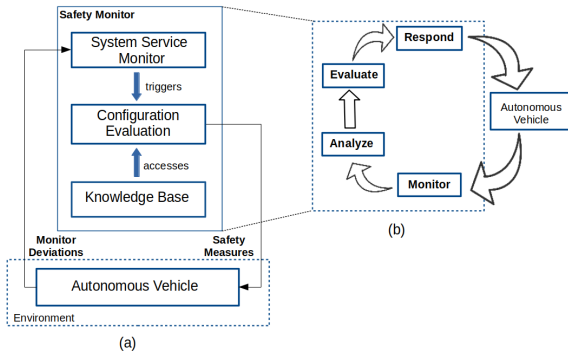 Safety Monitor
System Service
Monitor
triggers
Configuration
Evaluation
accesses
Knowledge Base
Monitor
Deviations
Safety
Measures
Autonomous Vehicle
Environment
(a)
Respond
Evaluate
Autonomous
Vehicle
Analyze
Monitor
(b)